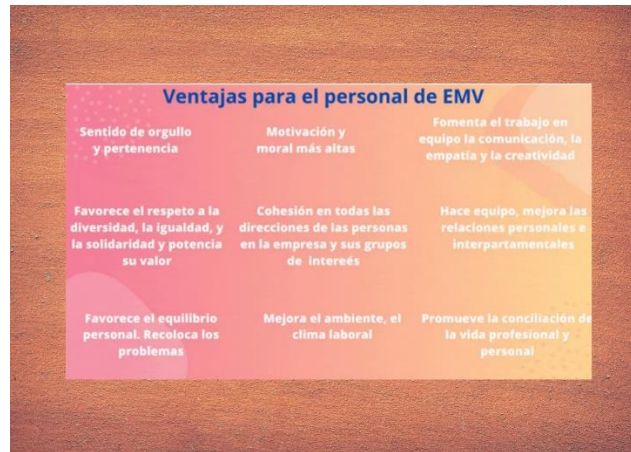 Ventajas para el personal de EMV
Sentido de orgullo
y pertenencia
Motivación y
moral más altas
Fomenta el trabajo en
equipo la comunicación, la
empatía y la creatividad
Favorece el respeto a la
diversidad, la igualdad, y
la solidaridad y potencia
su valor
Cohesión en todas las
direcciones de las personas
en la empresa y sus grupos
de intereés
Hace equipo, mejora las
relaciones personales e
interpartamentales
Favorece el equilibrio
personal. Recoloca los
problemas
Mejora el ambiente, el
clima laboral
Promueve la conciliación de
la vida profesional y
personal